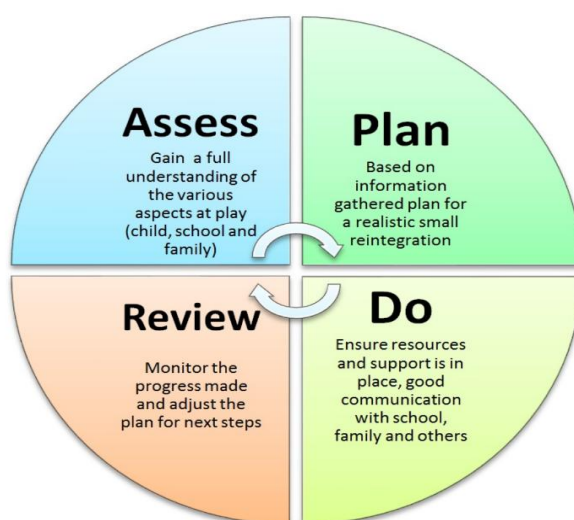 Assess
Gain a full
understanding of
the various
aspects at play
(child, school and
family)
Plan
Based on
information
gathered plan for
a realistic small
reintegration
Do
Ensure resources
and support is in
place, good
communication
with school,
family and others
Review
Monitor the
progress made
and adjust the
plan for next steps